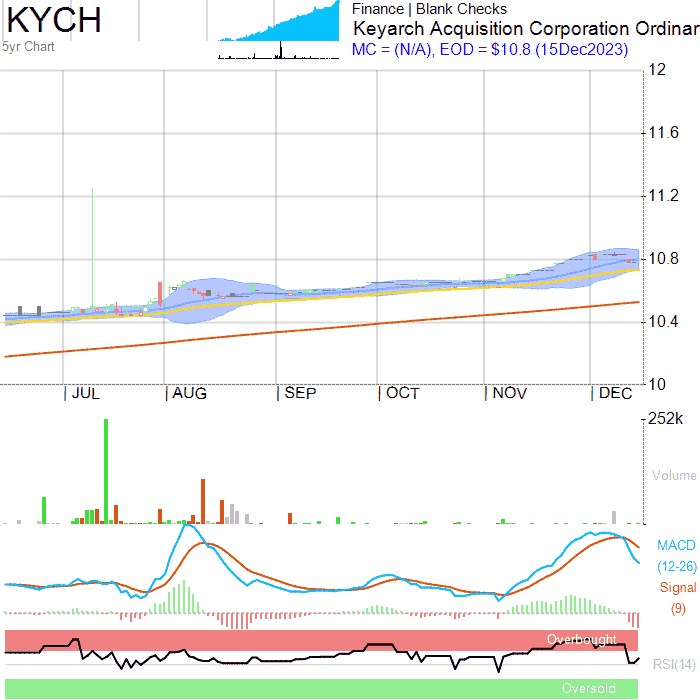 KYCH
5yr Chart
Finance | Blank Checks
Keyarch Acquisition Corporation Ordinar
MC = (N/A), EOD = $10.8 (15Dec2023)
12
11.6
11.2
10.8
10.4
10
JUL AUG SEP OCT NOV DEC
252k
Volume
MACD
(12-26)
Signal
(9)
Overbought
RSI(14)
Oversold